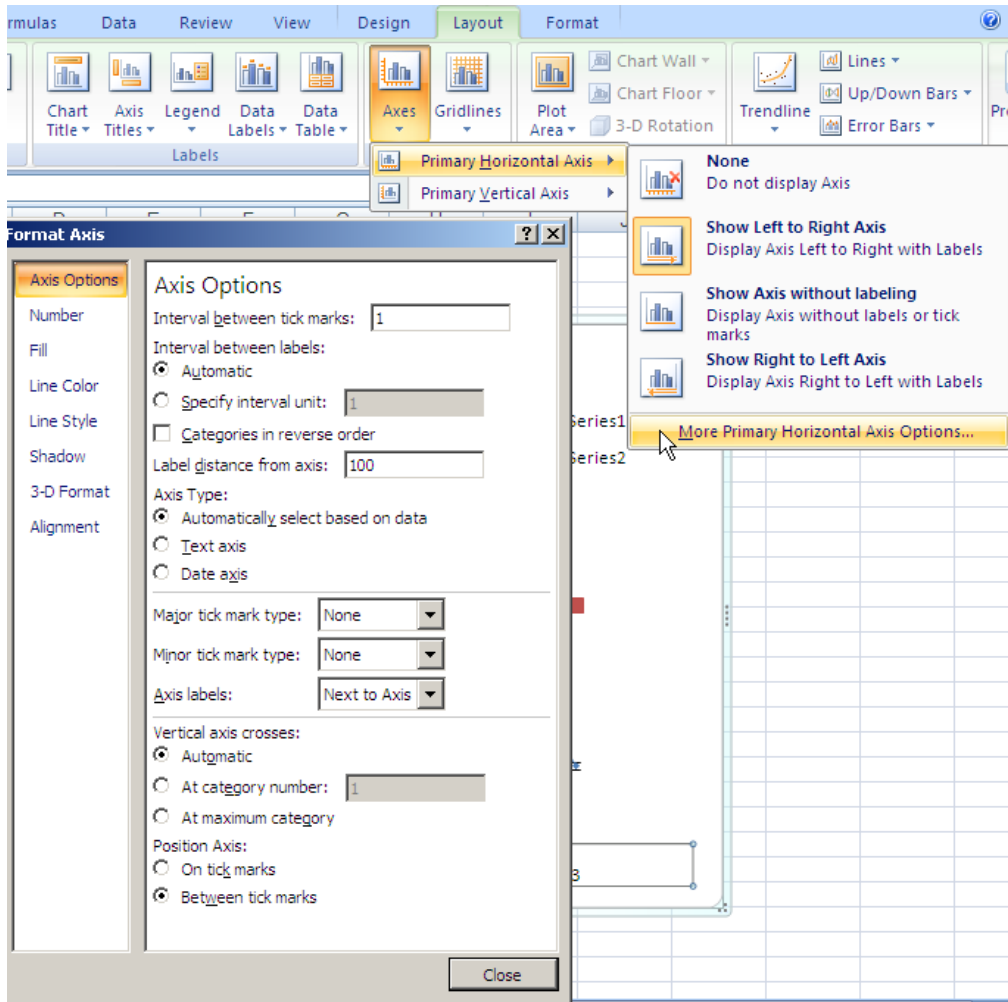 rmulas Data Review View Design Layout Format
Chart Title Axis Titles Legend Data Labels Data Table Axes Gridlines Plot Area Chart Wall Chart Floor 3-D Rotation Trendline Lines Up/Down Bars Error Bars Pr
Labels
Primary Horizontal Axis
Primary Vertical Axis
None
Do not display Axis
Show Left to Right Axis
Display Axis Left to Right with Labels
Show Axis without labeling
Display Axis without labels or tick
marks
Show Right to Left Axis
Display Axis Right to Left with Labels
More Primary Horizontal Axis Options...
Format Axis
Axis Options
Number
Fill
Line Color
Line Style
Shadow
3-D Format
Alignment
Axis Options
Interval between tick marks: 1
Interval between labels:
Automatic
Specify interval unit: 1
Categories in reverse order
Label distance from axis: 100
Axis Type:
Automatically select based on data
Text axis
Date axis
Major tick mark type: None
Minor tick mark type: None
Axis labels: Next to Axis
Vertical axis crosses:
Automatic
At category number: 1
At maximum category
Position Axis:
On tick marks
Between tick marks
Close
Series1
Series2
3